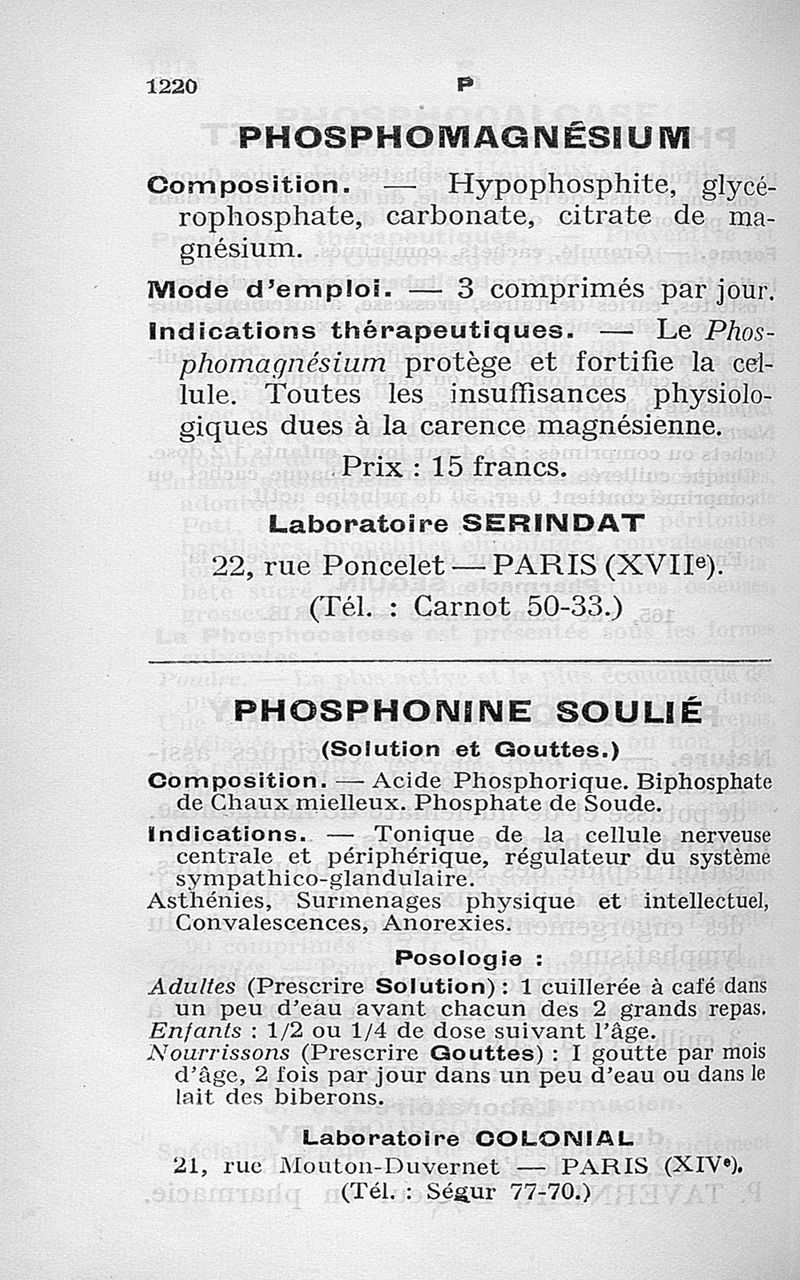 1220
P
PHOSPHOMAGNÉSIUM
Composition. — Hypophosphite, glycé-
rophosphate, carbonate, citrate de ma-
gnésium.
Mode d'emploi. — 3 comprimés par jour.
Indications thérapeutiques. — Le Phos-
phomagnésium protège et fortifie la cel-
lule. Toutes les insuffisances physiolo-
giques dues à la carence magnésienne.
Prix : 15 francs.
Laboratoire SERINDAT
22, rue Poncelet — PARIS (XVIIe).
(Tél. : Carnot 50-33.)
PHOSPHONINE SOULIÉ
(Solution et Gouttes.)
Composition. — Acide Phosphorique. Biphosphate
de Chaux mielleux. Phosphate de Soude.
Indications. — Tonique de la cellule nerveuse
centrale et périphérique, régulateur du système
sympathico-glandulaire.
Asthénies, Surmenages physique et intellectuel,
Convalescences, Anorexies.
Posologie :
Adultes (Prescrire Solution) : 1 cuillerée à café dans
un peu d'eau avant chacun des 2 grands repas.
Enfants : 1/2 ou 1/4 de dose suivant l'âge.
Nourrissons (Prescrire Gouttes) : I goutte par mois
d'âge, 2 fois par jour dans un peu d'eau ou dans le
lait des biberons.
Laboratoire COLONIAL
21, rue Mouton-Duvernet — PARIS (XIVe).
(Tél. : Ségur 77-70.)